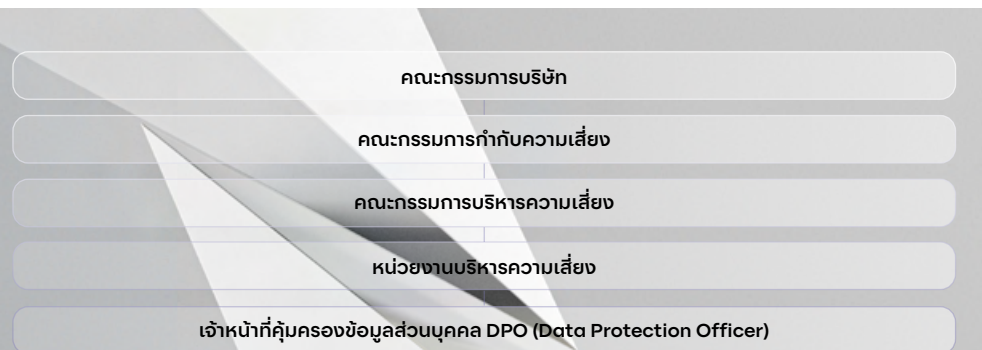 คณะกรรมการบริษัท
คณะกรรมการกำกับความเสี่ยง
คณะกรรมการบริหารความเสี่ยง
หน่วยงานบริหารความเสี่ยง
เจ้าหน้าที่คุ้มครองข้อมูลส่วนบุคคล DPO (Data Protection Officer)